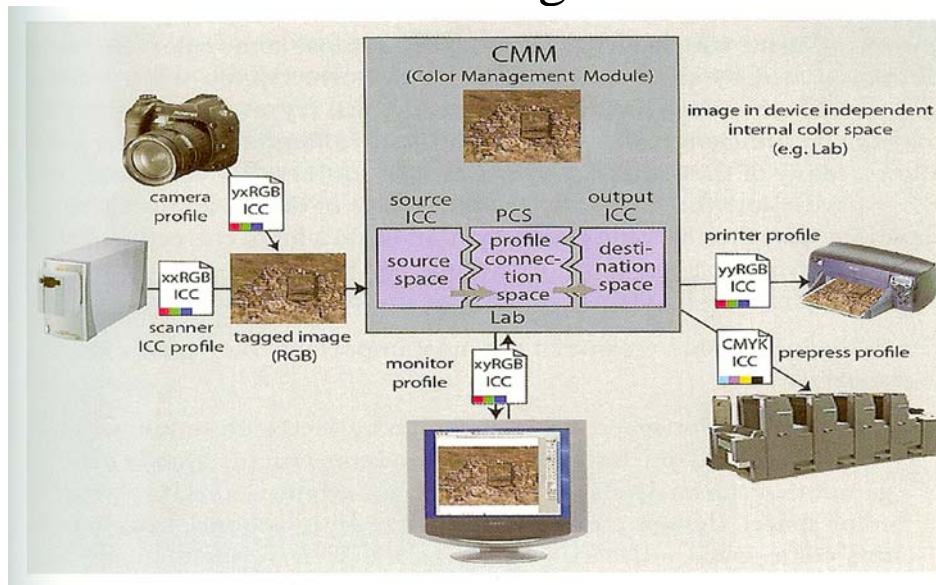 CMM
(Color Management Module)
image in device independent
internal color space
(e.g. Lab)
camera
profile
yxRGB
ICC
source
ICC
PCS
output
ICC
source
space
profile
connec-
tion
space
desti-
nation
space
Lab
xxRGB
ICC
scanner
ICC profile
tagged image
(RGB)
printer profile
yyRGB
ICC
CMYK
ICC
prepress profile
monitor
profile
xyRGB
ICC